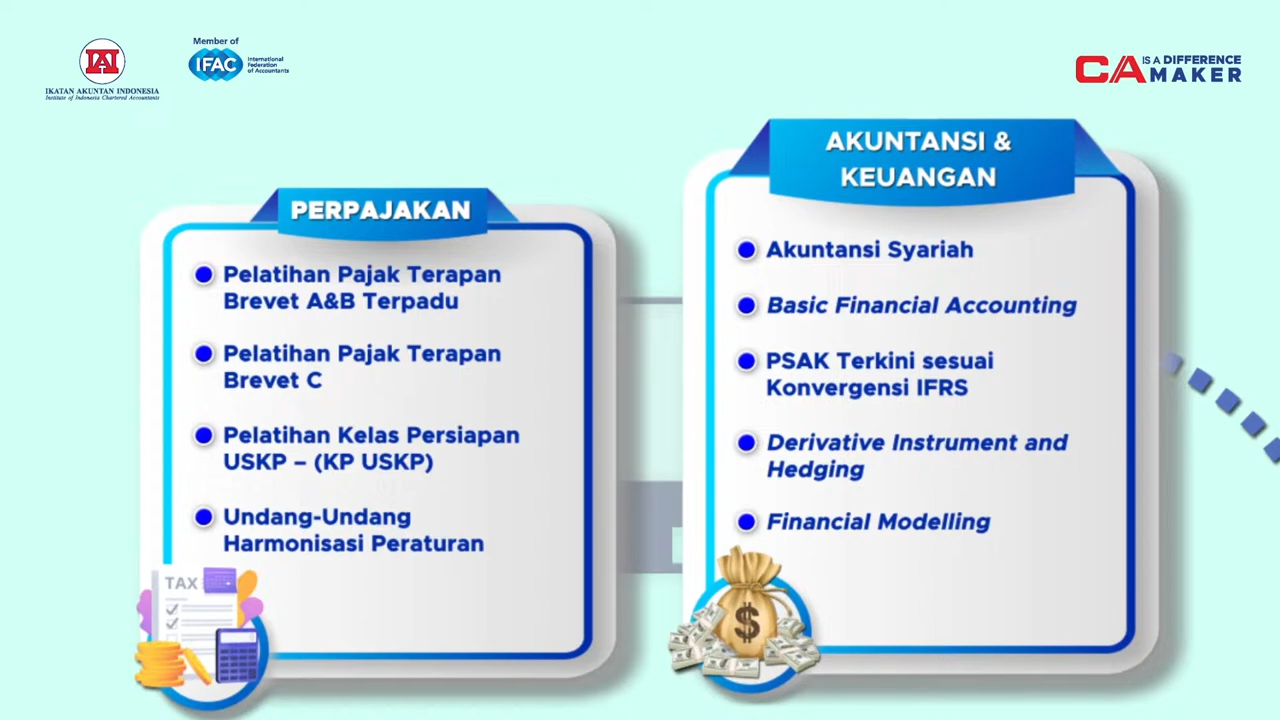 IAI
IKATAN AKUNTAN INDONESIA
Institute of Indonesia Chartered Accountants
Member of
IFAC
International
Federation
of Accountants
CA IS A DIFFERENCE
MAKER
PERPAJAKAN
Pelatihan Pajak Terapan
Brevet A&B Terpadu
Pelatihan Pajak Terapan
Brevet C
Pelatihan Kelas Persiapan
USKP – (KP USKP)
Undang-Undang
Harmonisasi Peraturan
TAX
AKUNTANSI &
KEUANGAN
Akuntansi Syariah
Basic Financial Accounting
PSAK Terkini sesuai
Konvergensi IFRS
Derivative Instrument and
Hedging
Financial Modelling
$